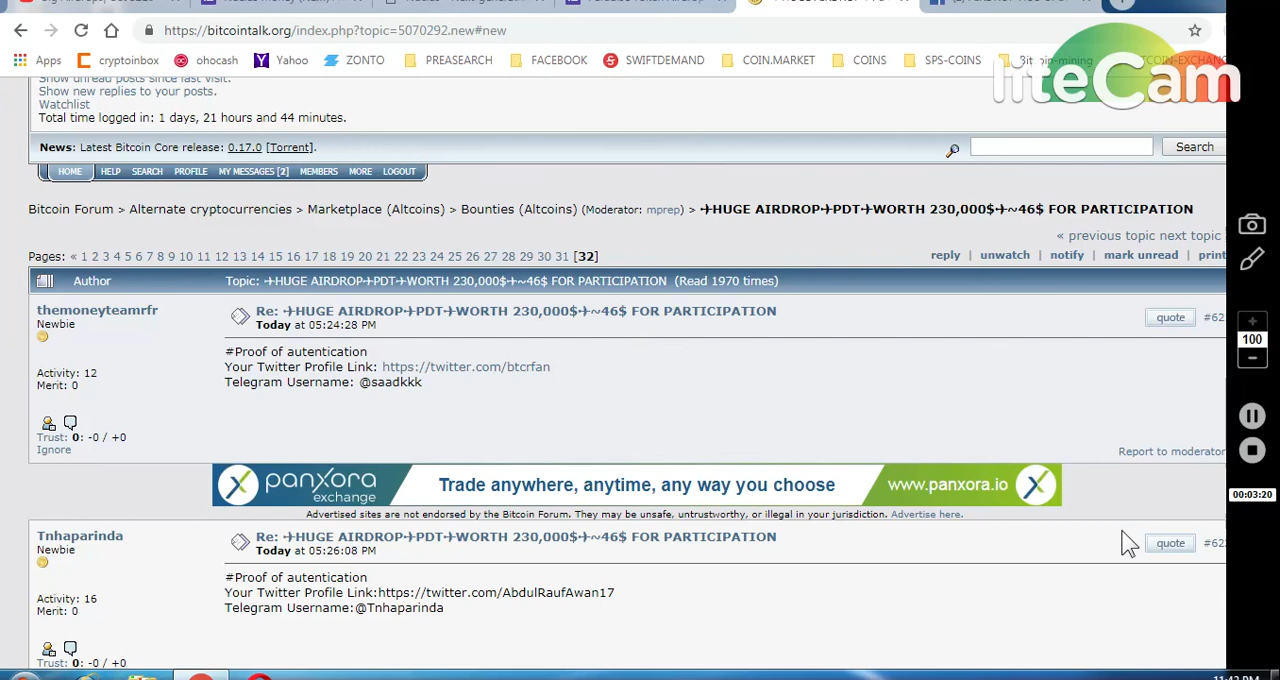 https://bitcointalk.org/index.php?topic=5070292.new#new
Apps cryptoinbox ohocash Yahoo ZONTO PREASEARCH FACEBOOK SWIFTDEMAND COIN.MARKET COINS SPS-COINS
liteCam
Show unread posts since last visit.
Show new replies to your posts.
Watchlist
Total time logged in: 1 days, 21 hours and 44 minutes.
News: Latest Bitcoin Core release: 0.17.0 [Torrent].
Search
HOME HELP SEARCH PROFILE MY MESSAGES [2] MEMBERS MORE LOGOUT
Bitcoin Forum > Alternate cryptocurrencies > Marketplace (Altcoins) > Bounties (Altcoins) (Moderator: mprep) > ✈HUGE AIRDROP✈PDT✈WORTH 230,000$✈~46$ FOR PARTICIPATION
« previous topic next topic
Pages: « 1 2 3 4 5 6 7 8 9 10 11 12 13 14 15 16 17 18 19 20 21 22 23 24 25 26 27 28 29 30 31 [32]
reply | unwatch | notify | mark unread | print
Author Topic: ✈HUGE AIRDROP✈PDT✈WORTH 230,000$✈~46$ FOR PARTICIPATION (Read 1970 times)
themoneyteamrfr
Newbie
Re: ✈HUGE AIRDROP✈PDT✈WORTH 230,000$✈~46$ FOR PARTICIPATION
Today at 05:24:28 PM
quote #62
#Proof of autentication
Your Twitter Profile Link: https://twitter.com/btcrfan
Telegram Username: @saadkkk
Activity: 12
Merit: 0
Trust: 0: -0 / +0
Ignore
Report to moderator
panxora exchange Trade anywhere, anytime, any way you choose www.panxora.io
Advertised sites are not endorsed by the Bitcoin Forum. They may be unsafe, untrustworthy, or illegal in your jurisdiction. Advertise here.
Tnhaparinda
Newbie
Re: ✈HUGE AIRDROP✈PDT✈WORTH 230,000$✈~46$ FOR PARTICIPATION
Today at 05:26:08 PM
quote #62
#Proof of autentication
Your Twitter Profile Link:https://twitter.com/AbdulRaufAwan17
Telegram Username:@Tnhaparinda
Activity: 16
Merit: 0
Trust: 0: -0 / +0
100
00:03:20